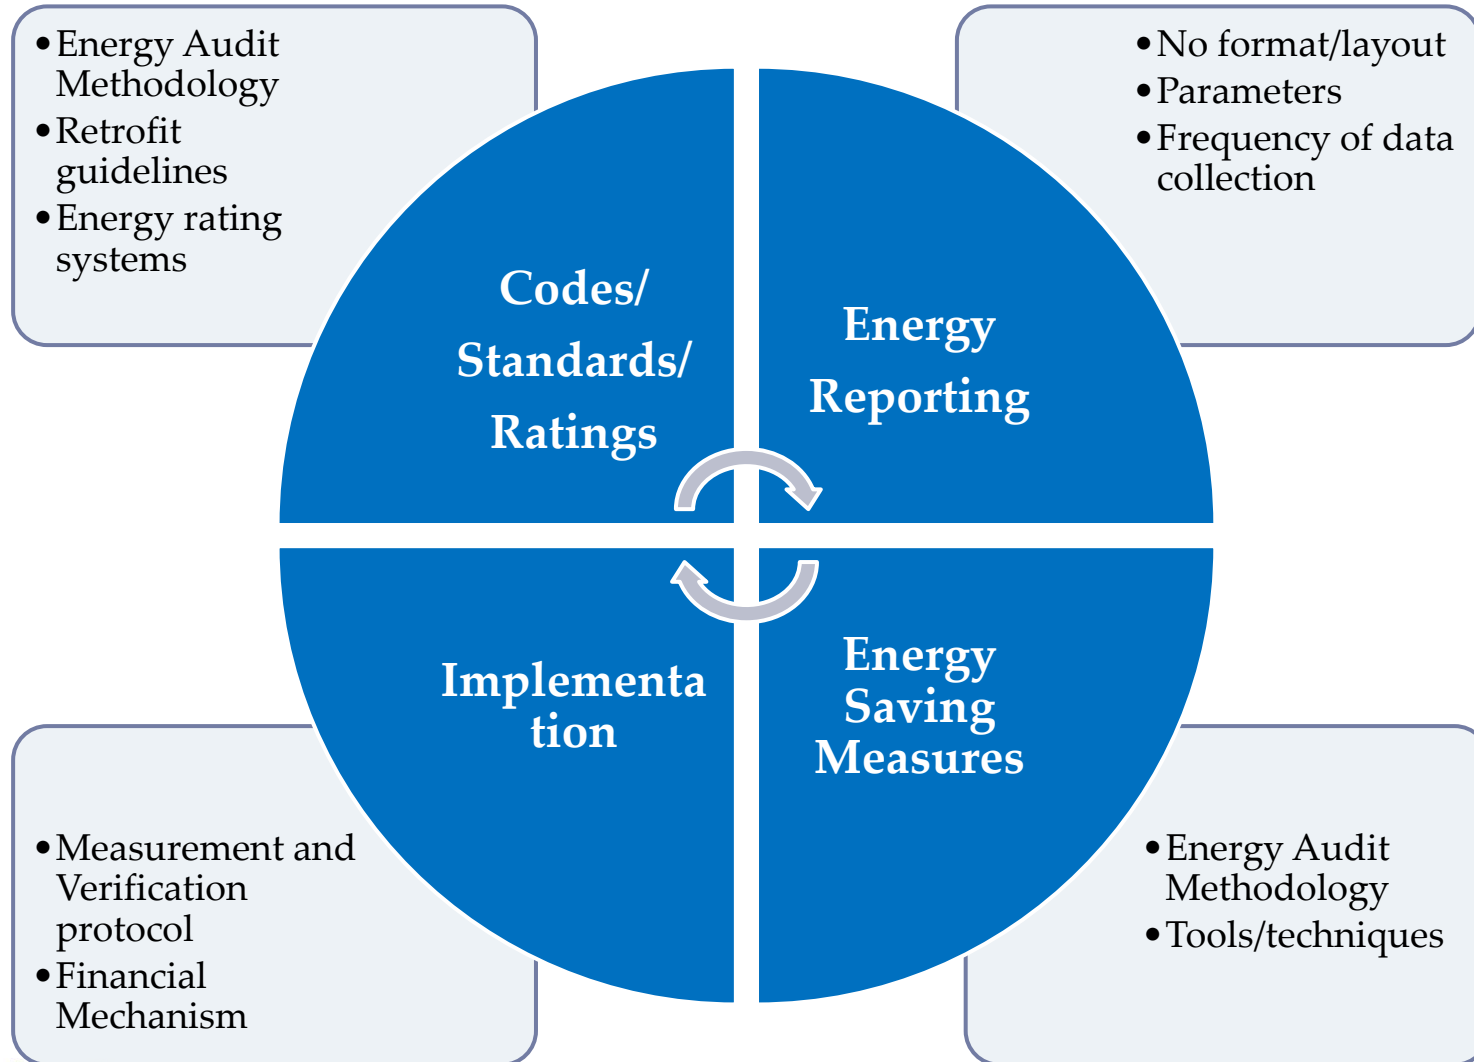 •Energy Audit
Methodology
•Retrofit
guidelines
•Energy rating
systems
•No format/layout
•Parameters
•Frequency of data
collection
Codes/
Standards/
Ratings
Energy
Reporting
Implementa
tion
Energy
Saving
Measures
•Measurement and
Verification
protocol
•Financial
Mechanism
•Energy Audit
Methodology
•Tools/techniques